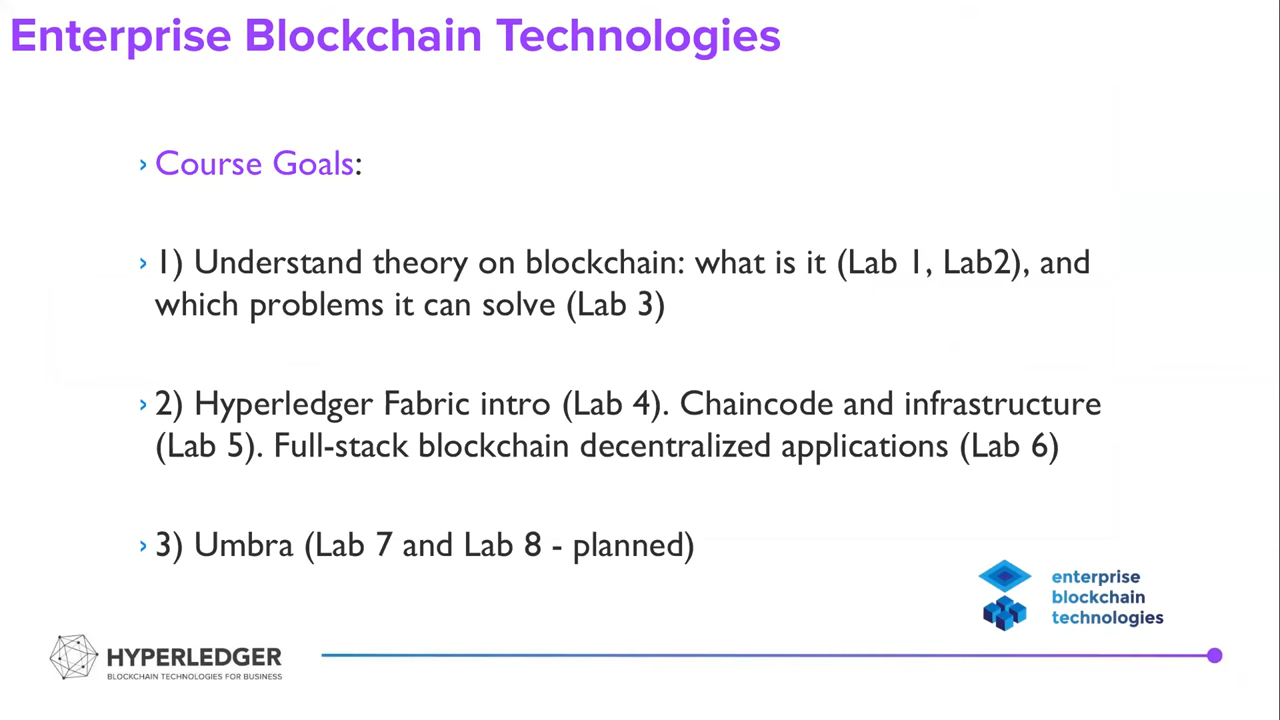 Enterprise Blockchain Technologies
› Course Goals:
› 1) Understand theory on blockchain: what is it (Lab 1, Lab2), and
which problems it can solve (Lab 3)
› 2) Hyperledger Fabric intro (Lab 4). Chaincode and infrastructure
(Lab 5). Full-stack blockchain decentralized applications (Lab 6)
› 3) Umbra (Lab 7 and Lab 8 - planned)
enterprise
blockchain
technologies
HYPERLEDGER
BLOCKCHAIN TECHNOLOGIES FOR BUSINESS